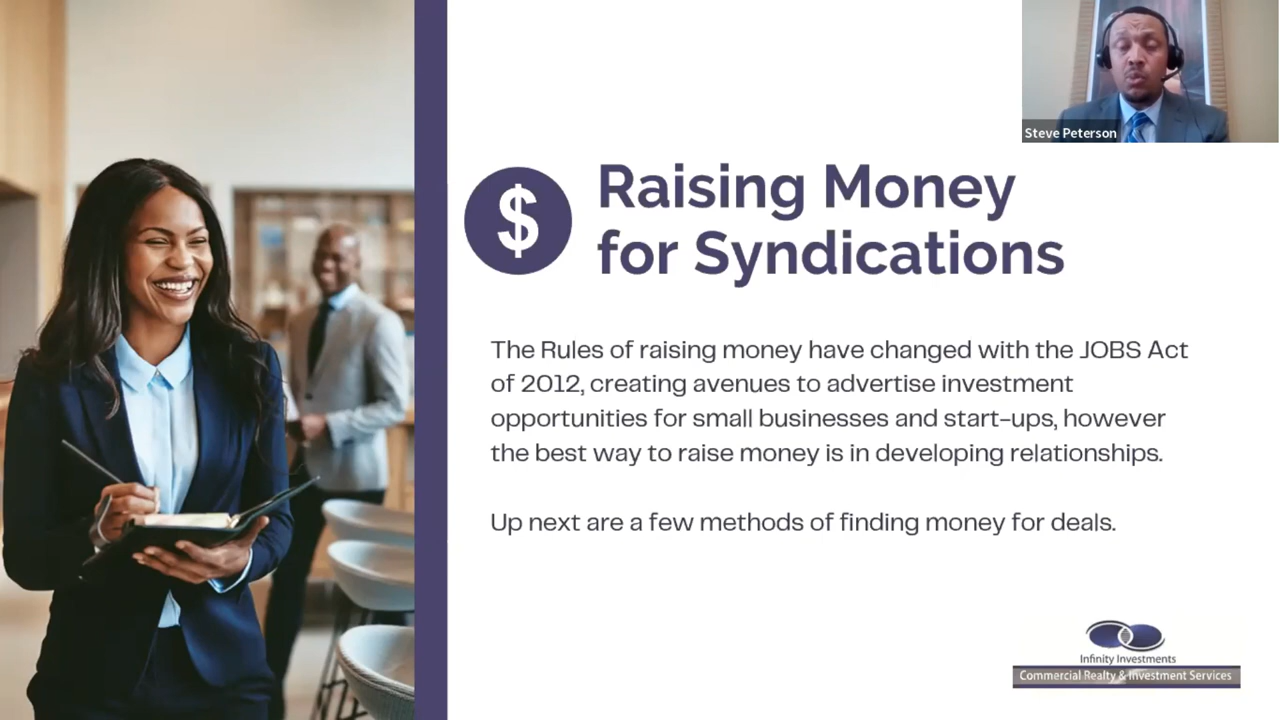 Steve Peterson
$
Raising Money
for Syndications
The Rules of raising money have changed with the JOBS Act
of 2012, creating avenues to advertise investment
opportunities for small businesses and start-ups, however
the best way to raise money is in developing relationships.
Up next are a few methods of finding money for deals.
Infinity Investments
Commercial Realty & Investment Services